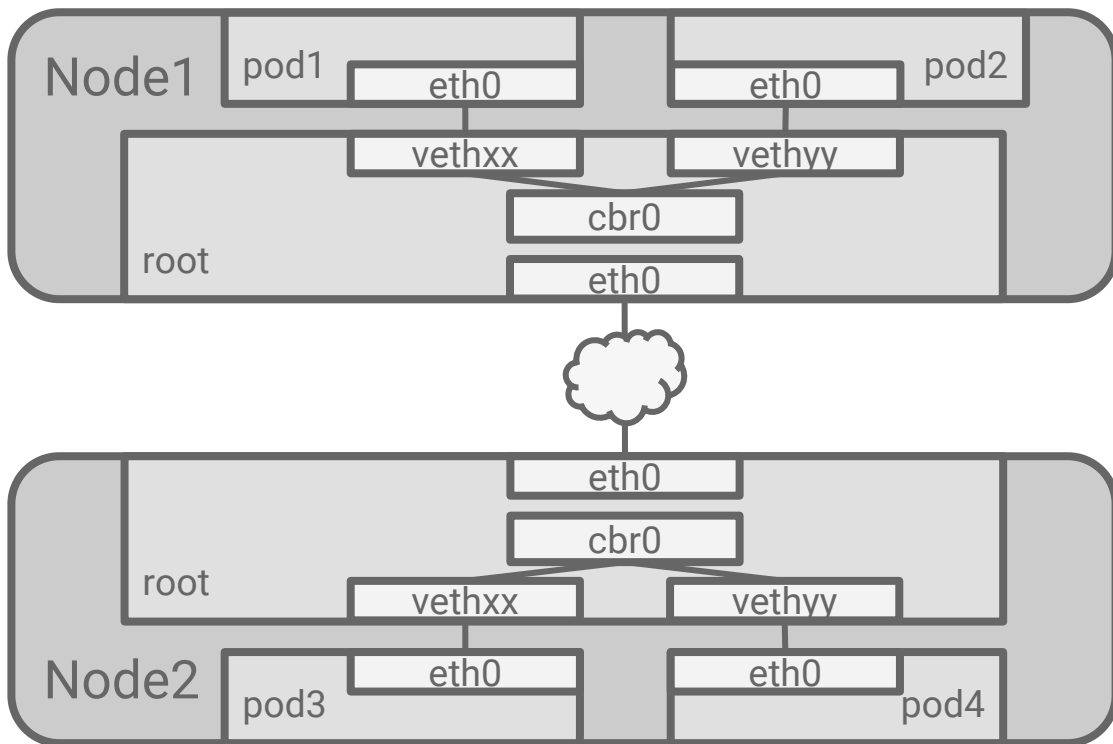 Node1
pod1
eth0
eth0
pod2
vethxx
vethyy
cbr0
root
eth0
eth0
cbr0
root
vethxx
vethyy
Node2
eth0
eth0
pod3
pod4